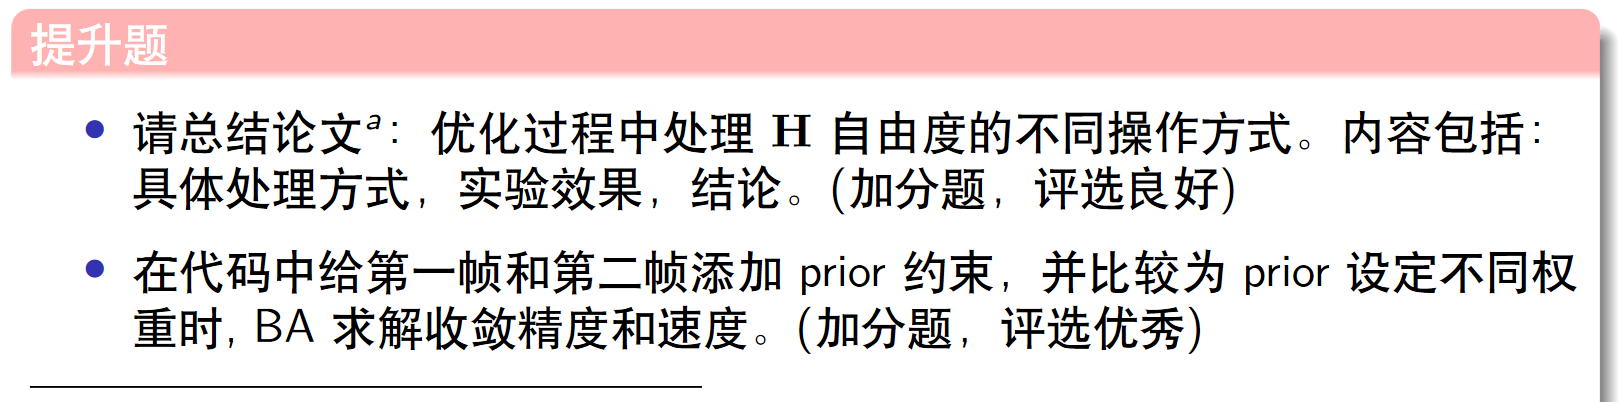 提升题
请总结论文a：优化过程中处理 H 自由度的不同操作方式。内容包括：
具体处理方式，实验效果，结论。(加分题，评选良好)
在代码中给第一帧和第二帧添加 prior 约束，并比较为 prior 设定不同权
重时, BA 求解收敛精度和速度。(加分题，评选优秀)